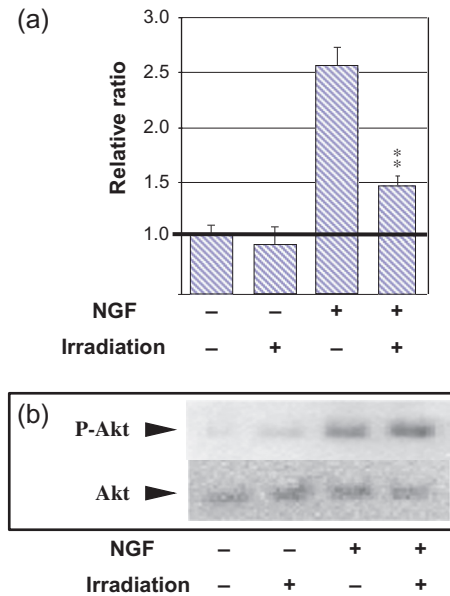 (a)
3.0
2.5
2.0
1.5
1.0
Relative ratio
**
NGF – – + +
Irradiation – + – +
(b)
P-Akt
Akt
NGF – – + +
Irradiation – + – +